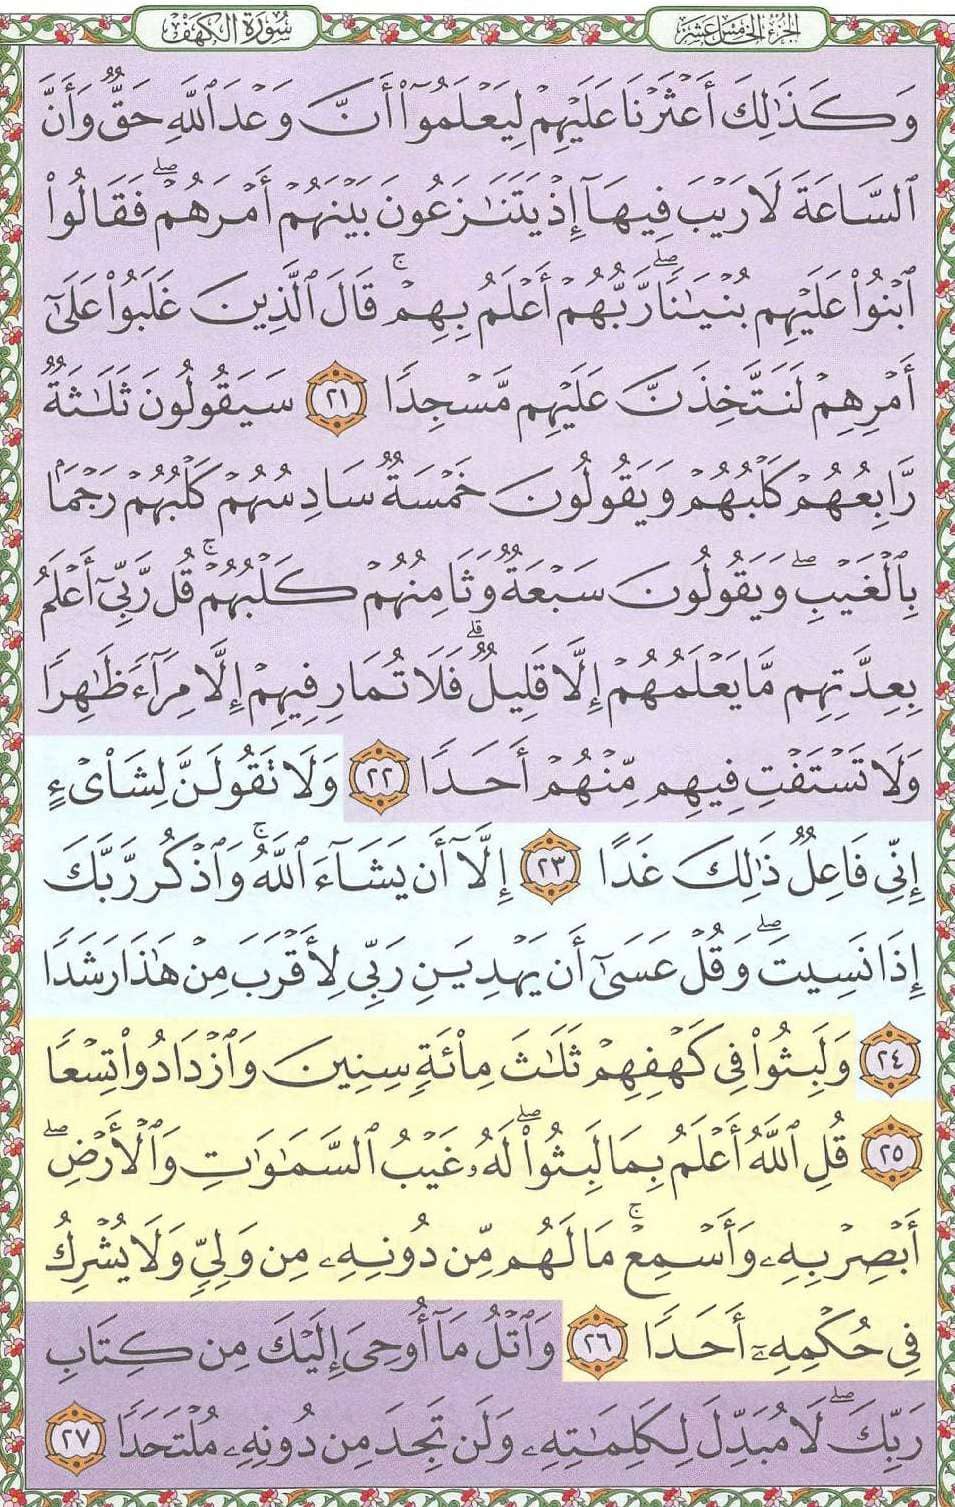 الجزء الخامس عشر
سورة الكهف
وَكَذَٰلِكَ أَعْثَرْنَا عَلَيْهِمْ لِيَعْلَمُوٓا۟ أَنَّ وَعْدَ ٱللَّهِ حَقٌّ وَأَنَّ
ٱلسَّاعَةَ لَا رَيْبَ فِيهَآ إِذْ يَتَنَٰزَعُونَ بَيْنَهُمْ أَمْرَهُمْ ۖ فَقَالُوا۟
ٱبْنُوا۟ عَلَيْهِم بُنْيَٰنًا ۖ رَّبُّهُمْ أَعْلَمُ بِهِمْ ۚ قَالَ ٱلَّذِينَ غَلَبُوا۟ عَلَىٰٓ
أَمْرِهِمْ لَنَتَّخِذَنَّ عَلَيْهِم مَّسْجِدًا ٢١ سَيَقُولُونَ ثَلَٰثَةٌ
رَّابِعُهُمْ كَلْبُهُمْ وَيَقُولُونَ خَمْسَةٌ سَادِسُهُمْ كَلْبُهُمْ رَجْمًۢا
بِٱلْغَيْبِ ۖ وَيَقُولُونَ سَبْعَةٌ وَثَامِنُهُمْ كَلْبُهُمْ ۚ قُل رَّبِّىٓ أَعْلَمُ
بِعِدَّتِهِم مَّا يَعْلَمُهُمْ إِلَّا قَلِيلٌ ۗ فَلَا تُمَارِ فِيهِمْ إِلَّا مِرَآءً ظَٰهِرًا
وَلَا تَسْتَفْتِ فِيهِم مِّنْهُمْ أَحَدًا ٢٢ وَلَا تَقُولَنَّ لِشَا۟ىْءٍ
إِنِّى فَاعِلٌ ذَٰلِكَ غَدًا ٢٣ إِلَّآ أَن يَشَآءَ ٱللَّهُ ۚ وَٱذْكُر رَّبَّكَ
إِذَا نَسِيتَ ۖ وَقُلْ عَسَىٰٓ أَن يَهْدِيَنِ رَبِّى لِأَقْرَبَ مِنْ هَٰذَا رَشَدًا
٢٤ وَلَبِثُوا۟ فِى كَهْفِهِمْ ثَلَٰثَ مِا۟ئَةٍ سِنِينَ وَٱزْدَادُوا۟ تِسْعًا
٢٥ قُلِ ٱللَّهُ أَعْلَمُ بِمَا لَبِثُوا۟ ۖ لَهُۥ غَيْبُ ٱلسَّمَٰوَٰتِ وَٱلْأَرْضِ ۖ
أَبْصِرْ بِهِۦ وَأَسْمِعْ ۚ مَا لَهُم مِّن دُونِهِۦ مِن وَلِىٍّ وَلَا يُشْرِكُ
فِى حُكْمِهِۦٓ أَحَدًا ٢٦ وَٱتْلُ مَآ أُوحِىَ إِلَيْكَ مِن كِتَابِ
رَبِّكَ ۖ لَا مُبَدِّلَ لِكَلِمَٰتِهِۦ وَلَن تَجِدَ مِن دُونِهِۦ مُلْتَحَدًا ٢٧